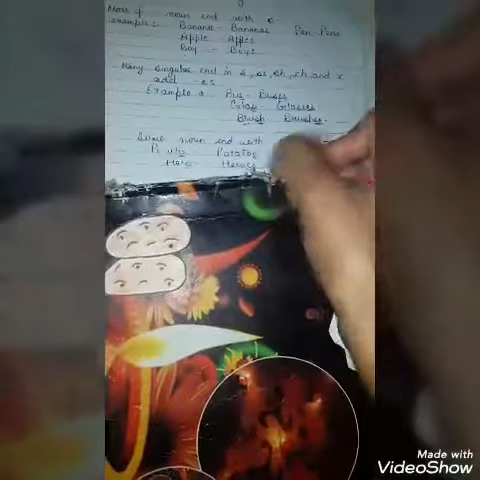 Most of noun end with s.
example:- Banana - Bananas Pen Pens
Apple - Apples
Boy - Boys
Many singular end in s, ss, sh, ch and x
add - es
Example: Bus - Buses
Glass Glasses
Brush - Brushes.
Some noun end with
Potatoes
Hero Heroes
Made with
VideoShow